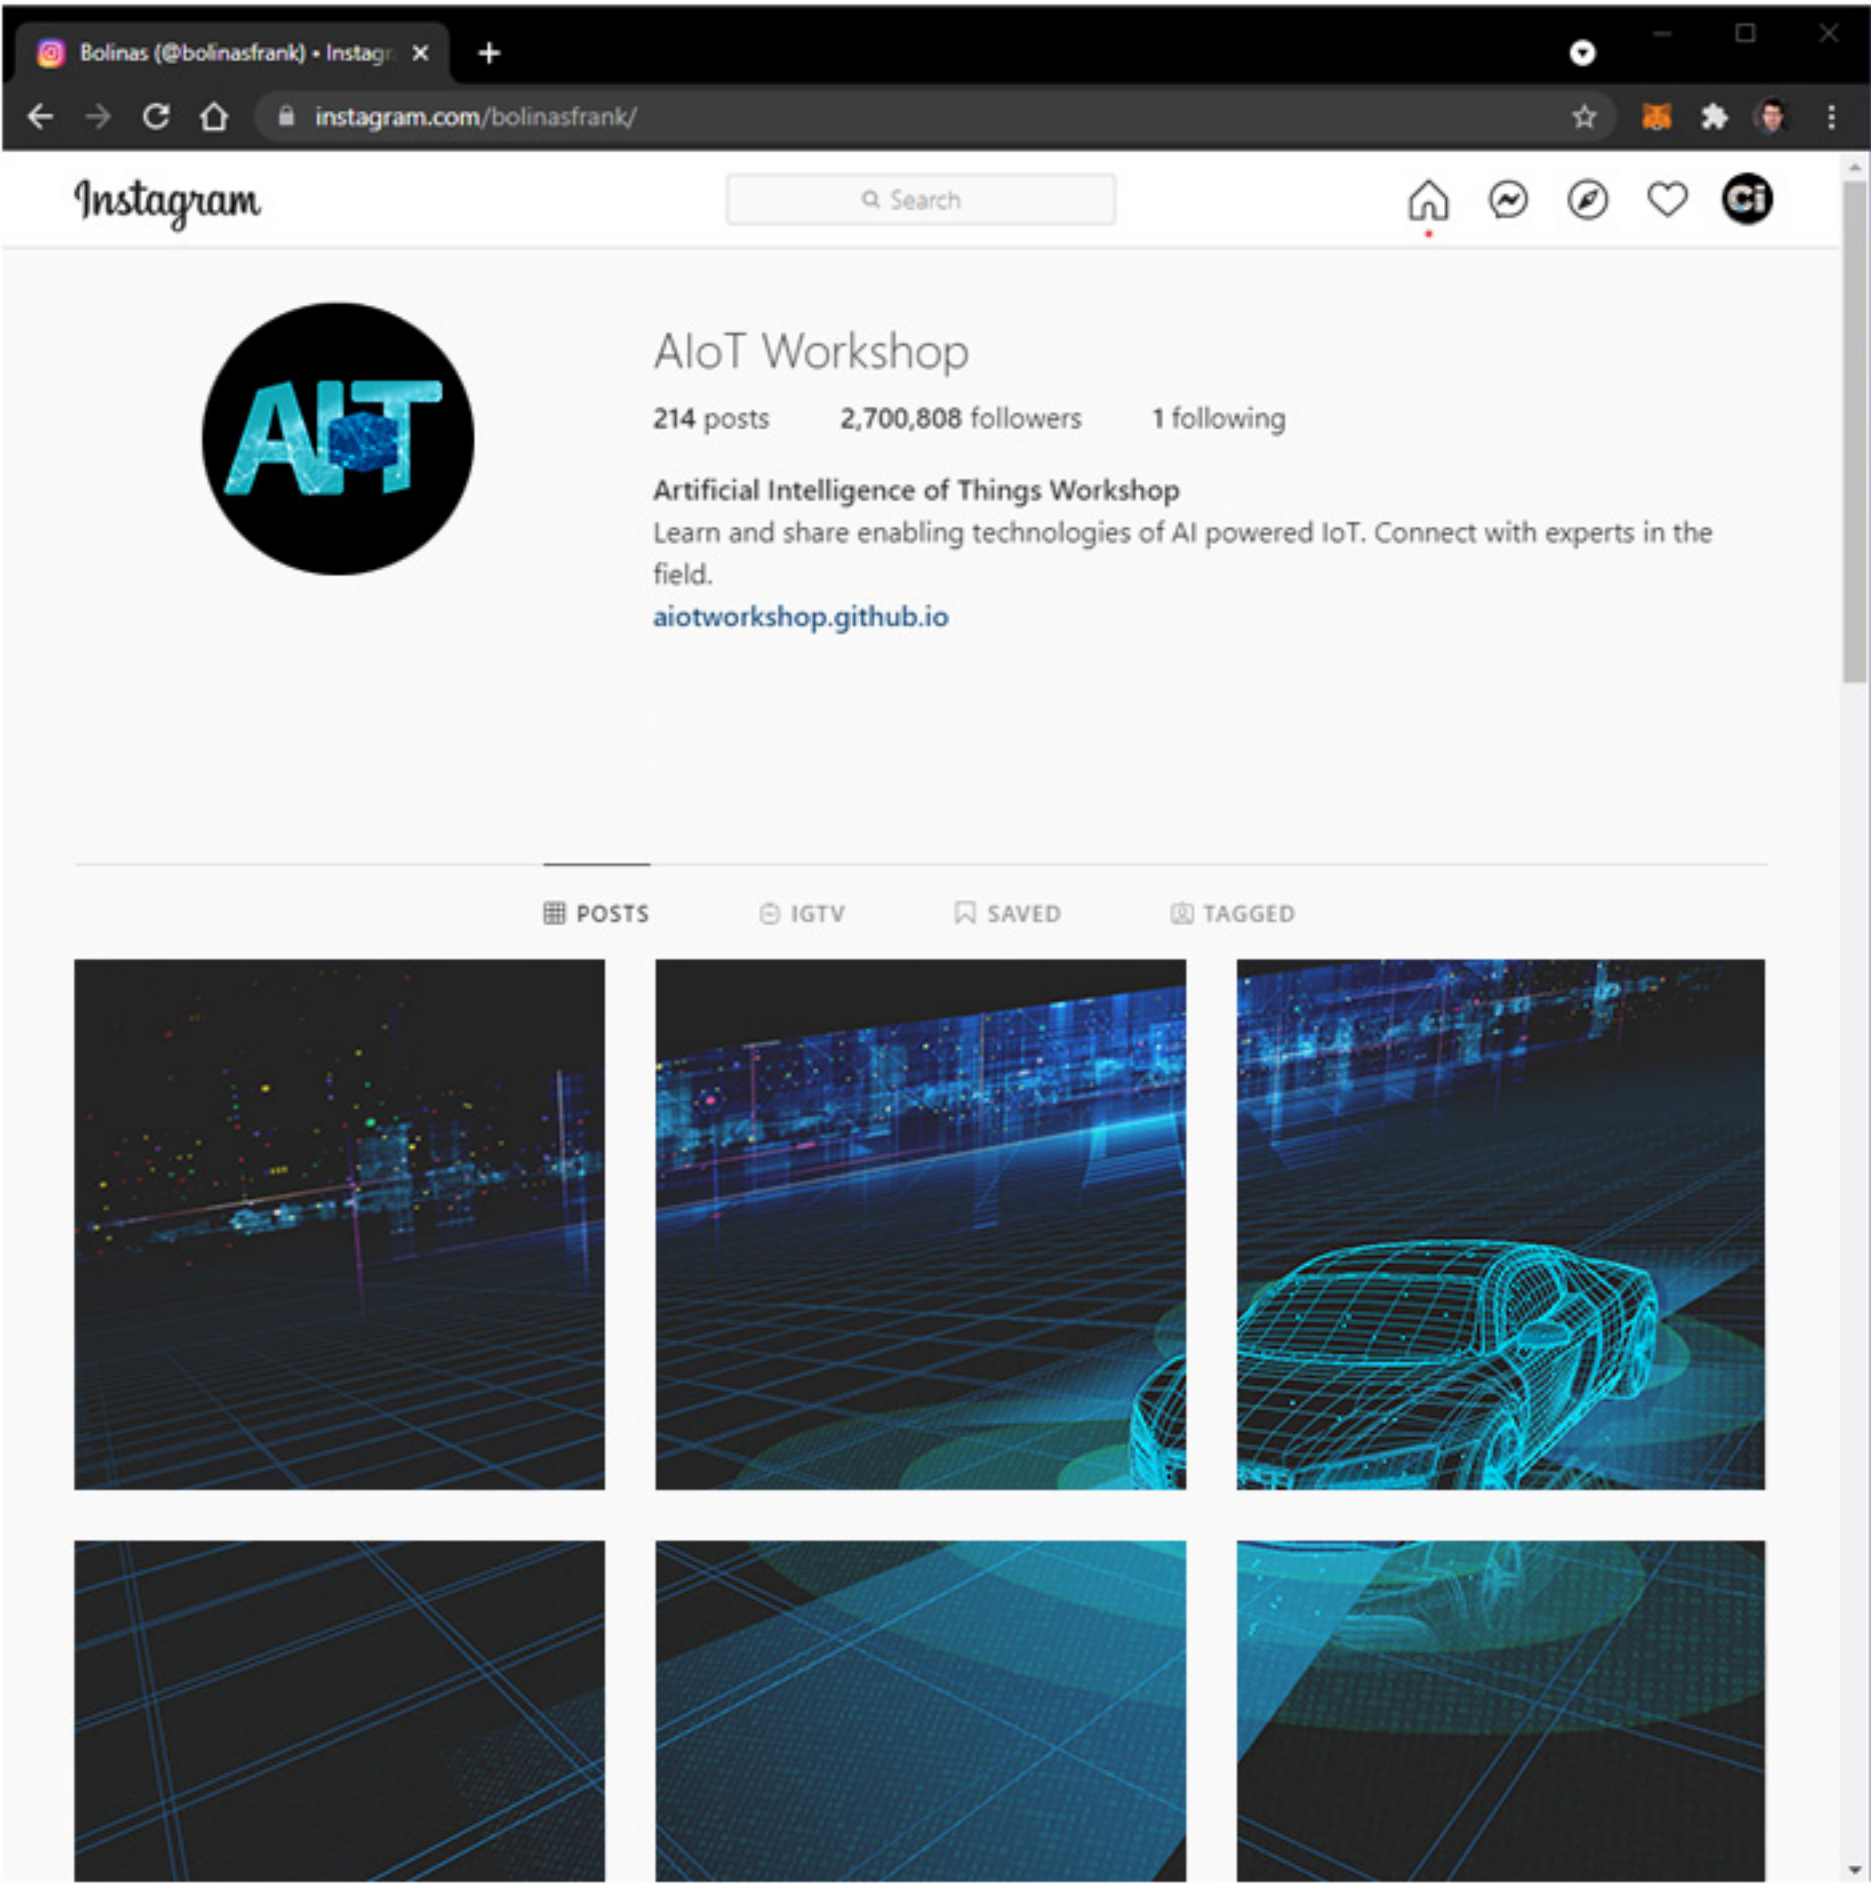 Bolinas (@bolinasfrank) • Instagr
instagram.com/bolinasfrank/
Instagram
Search
Ci
AIT
AIoT Workshop
214 posts 2,700,808 followers 1 following
Artificial Intelligence of Things Workshop
Learn and share enabling technologies of AI powered IoT. Connect with experts in the
field.
aiotworkshop.github.io
POSTS IGTV SAVED TAGGED